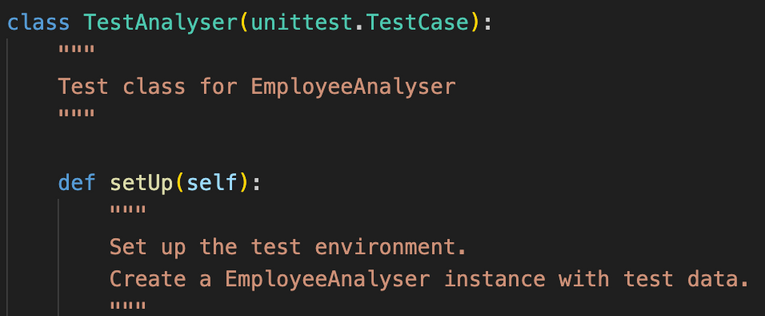 class TestAnalyser(unittest.TestCase):
"""
Test class for EmployeeAnalyser
"""
def setUp(self):
"""
Set up the test environment.
Create a EmployeeAnalyser instance with test data.
"""